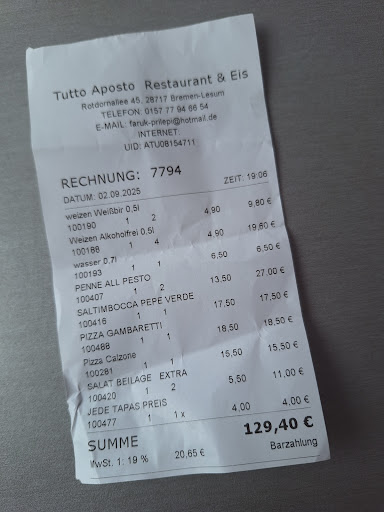 Tutto Aposto Restaurant & Eis
Rotdornallee 45, 28717 Bremen-Lesum
TELEFON: 0157 77 94 66 54
E-MAIL: faruk-prilepi@hotmail.de
INTERNET:
UID: ATU08154711
RECHNUNG: 7794
DATUM: 02.09.2025 ZEIT: 19:06
weizen Weißbir 0,5l
100190 1 2 4,90 9,80 €
Weizen Alkoholfrei 0,5l
100188 1 4 4,90 19,60 €
wasser 0,7l
100193 1 1 6,50 6,50 €
PENNE ALL PESTO
100407 1 2 13,50 27,00 €
SALTIMBOCCA PEPE VERDE
100416 1 1 17,50 17,50 €
PIZZA GAMBARETTI
100488 1 1 18,50 18,50 €
Pizza Calzone
100281 1 1 15,50 15,50 €
SALAT BEILAGE EXTRA
100420 1 2 5,50 11,00 €
JEDE TAPAS PREIS
100477 1 1 x 4,00 4,00 €
SUMME 129,40 €
MwSt. 1: 19 % 20,65 € Barzahlung